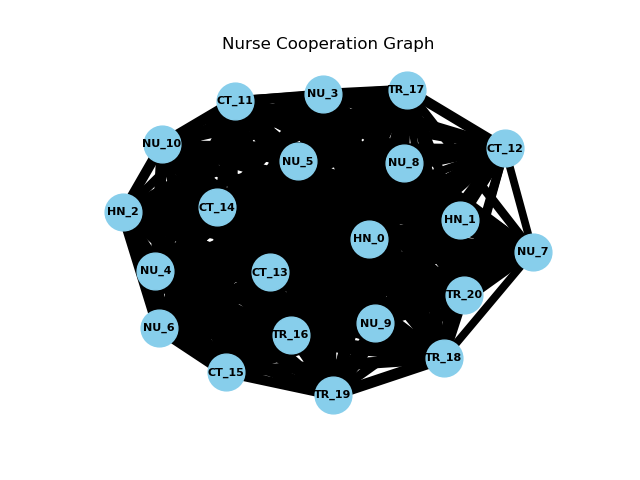 Nurse Cooperation Graph
TR_17
NU_3
CT_11
NU_10
CT_12
NU_5
NU_8
CT_14
HN_2
HN_1
HN_0
NU_7
NU_4
CT_13
TR_20
NU_6
NU_9
TR_16
TR_18
CT_15
TR_19